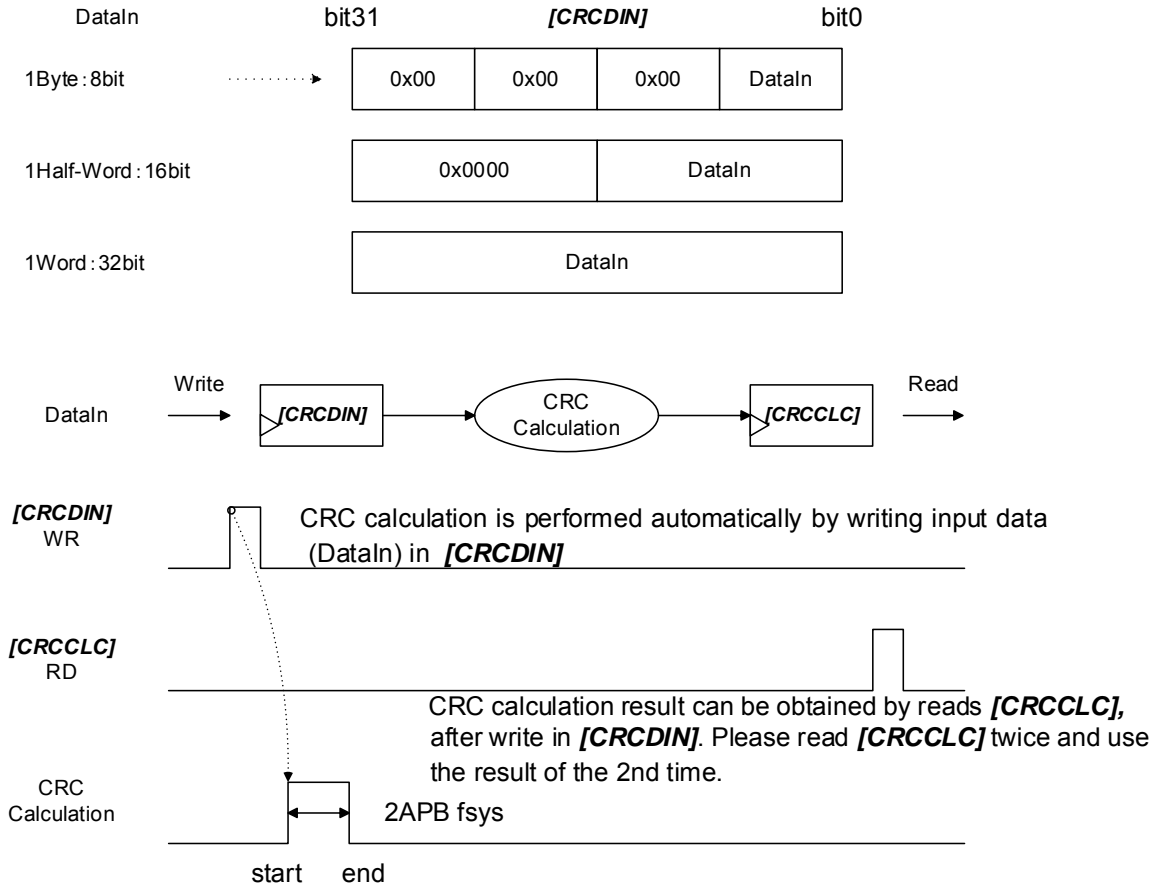 DataIn bit31 [CRCDIN] bit0
1Byte : 8bit 0x00 0x00 0x00 DataIn
1Half-Word : 16bit 0x0000 DataIn
1Word : 32bit DataIn
Write Read
DataIn [CRCDIN] CRC [CRCCLC]
Calculation
[CRCDIN]
WR
CRC calculation is performed automatically by writing input data
(DataIn) in [CRCDIN]
[CRCCLC]
RD
CRC calculation result can be obtained by reads [CRCCLC],
after write in [CRCDIN]. Please read [CRCCLC] twice and use
the result of the 2nd time.
CRC
Calculation
2APB fsys
start end